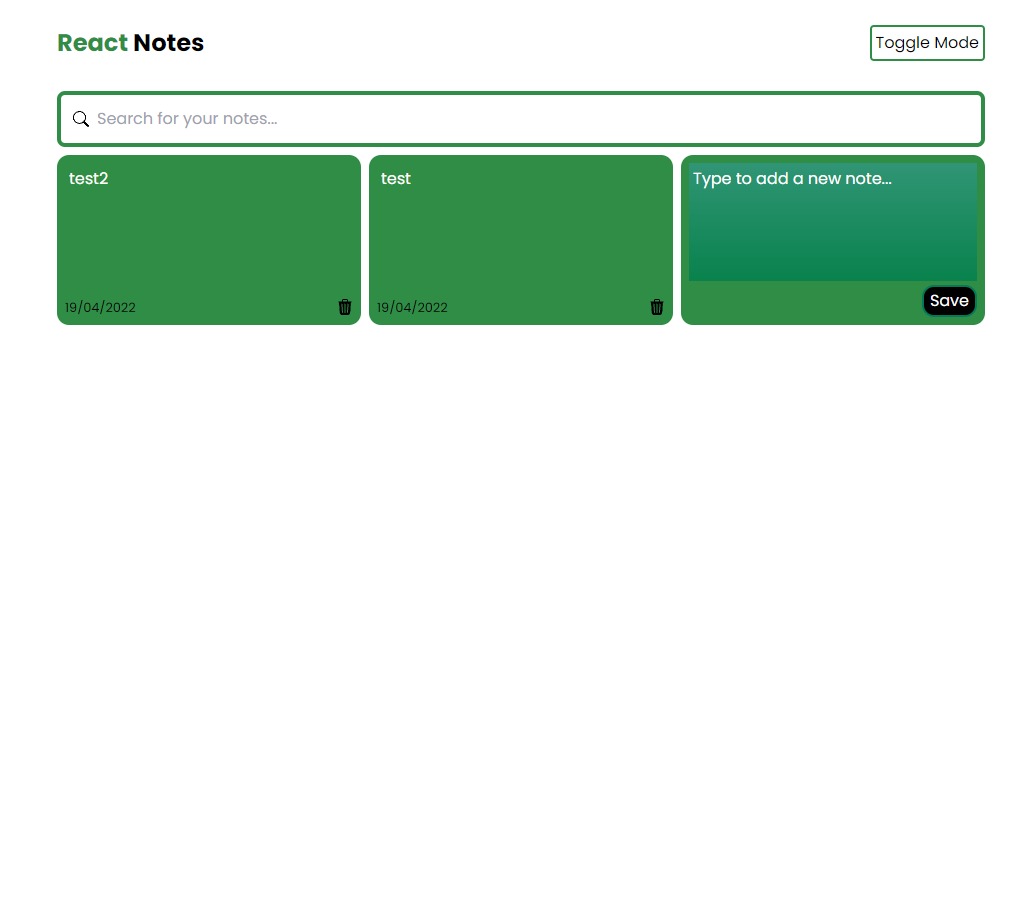 React Notes
Toggle Mode
Search for your notes...
test2
test
Type to add a new note...
19/04/2022
19/04/2022
Save